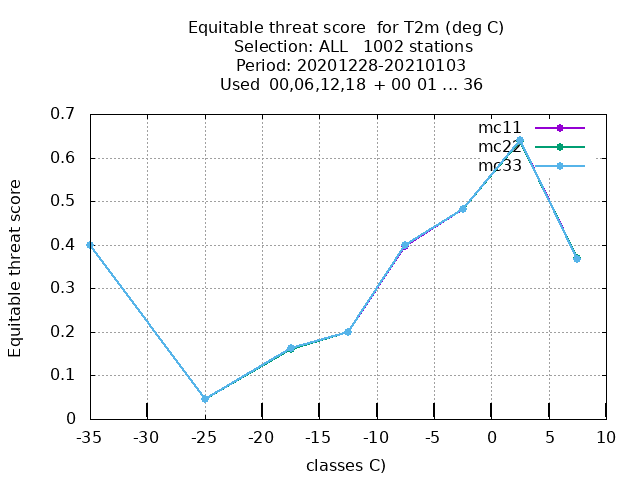 Equitable threat score  for T2m (deg C)
Selection: ALL   1002 stations
Period: 20201228-20210103
Used  00,06,12,18  + 00 01 ... 36
mc11
mc22
mc33
Equitable threat score
0.7
0.6
0.5
0.4
0.3
0.2
0.1
0
-35 -30 -25 -20 -15 -10 -5 0 5 10
classes C)